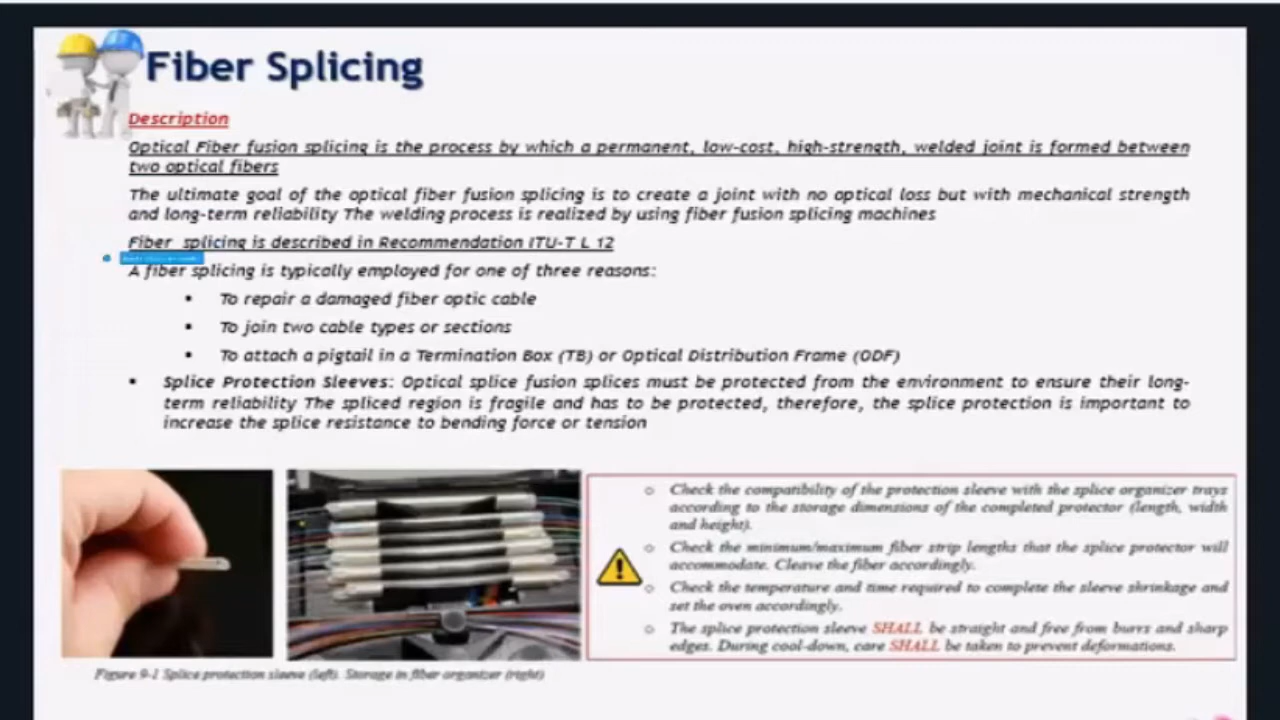 Fiber Splicing
Description
Optical Fiber fusion splicing is the process by which a permanent, low-cost, high-strength, welded joint is formed between
two optical fibers
The ultimate goal of the optical fiber fusion splicing is to create a joint with no optical loss but with mechanical strength
and long-term reliability The welding process is realized by using fiber fusion splicing machines
Fiber splicing is described in Recommendation ITU-T L 12
A fiber splicing is typically employed for one of three reasons:
▪ To repair a damaged fiber optic cable
▪ To join two cable types or sections
▪ To attach a pigtail in a Termination Box (TB) or Optical Distribution Frame (ODF)
▪ Splice Protection Sleeves: Optical splice fusion splices must be protected from the environment to ensure their long-
term reliability The spliced region is fragile and has to be protected, therefore, the splice protection is important to
increase the splice resistance to bending force or tension
o Check the compatibility of the protection sleeve with the splice organizer trays
according to the storage dimensions of the completed protector (length, width
and height).
o Check the minimum/maximum fiber strip lengths that the splice protector will
accommodate. Cleave the fiber accordingly.
o Check the temperature and time required to complete the sleeve shrinkage and
set the oven accordingly.
o The splice protection sleeve SHALL be straight and free from burrs and sharp
edges. During cool-down, care SHALL be taken to prevent deformations.
Figure 9-1 Splice protection sleeve (left). Storage in fiber organizer (right)